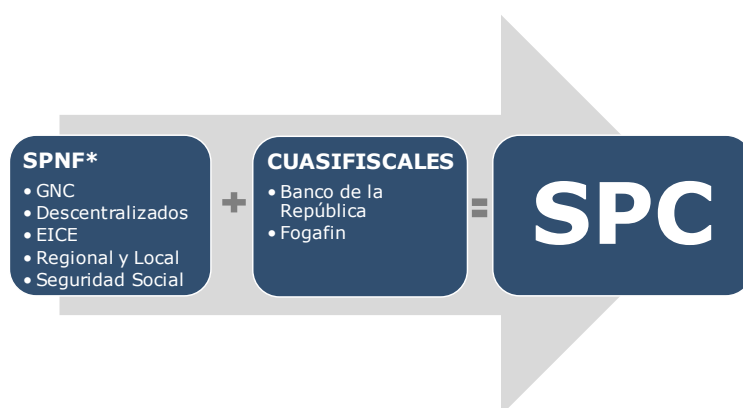 SPNF*
• GNC
• Descentralizados
• EICE
• Regional y Local
• Seguridad Social
+
CUASIFISCALES
• Banco de la
República
• Fogafin
=
SPC